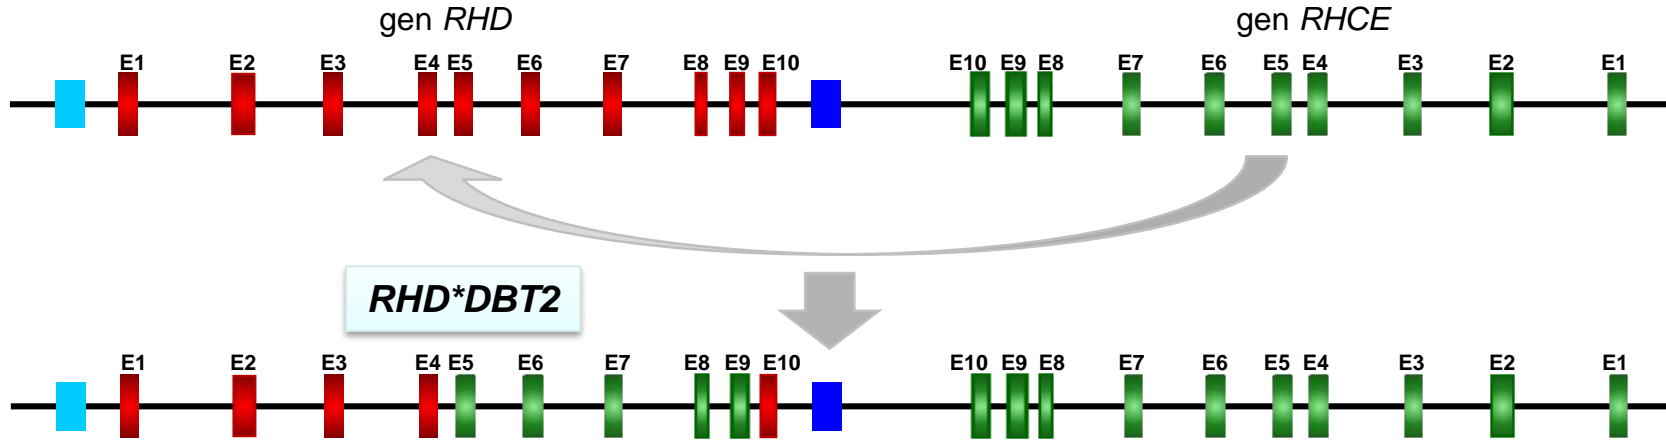 gen RHD gen RHCE
E1 E2 E3 E4 E5 E6 E7 E8 E9 E10 E10 E9 E8 E7 E6 E5 E4 E3 E2 E1
RHD*DBT2
E1 E2 E3 E4 E5 E6 E7 E8 E9 E10 E10 E9 E8 E7 E6 E5 E4 E3 E2 E1